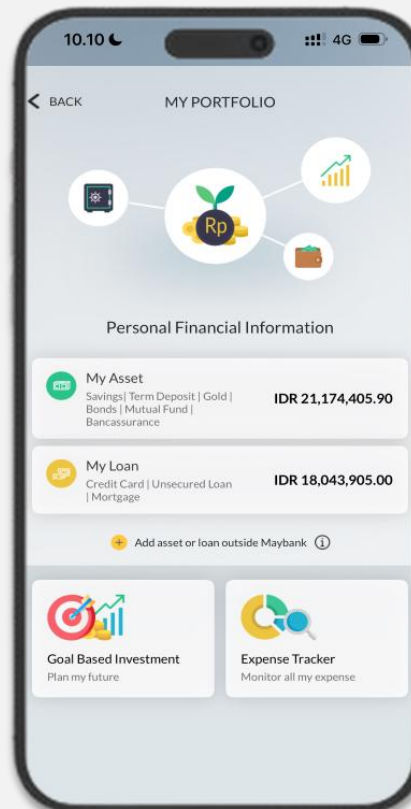 10.10 4G
BACK MY PORTFOLIO
Rp
Personal Financial Information
My Asset
Savings| Term Deposit | Gold |
Bonds | Mutual Fund |
Bancassurance
IDR 21,174,405.90
My Loan
Credit Card | Unsecured Loan
| Mortgage
IDR 18,043,905.00
Add asset or loan outside Maybank
Goal Based Investment
Plan my future
Expense Tracker
Monitor all my expense